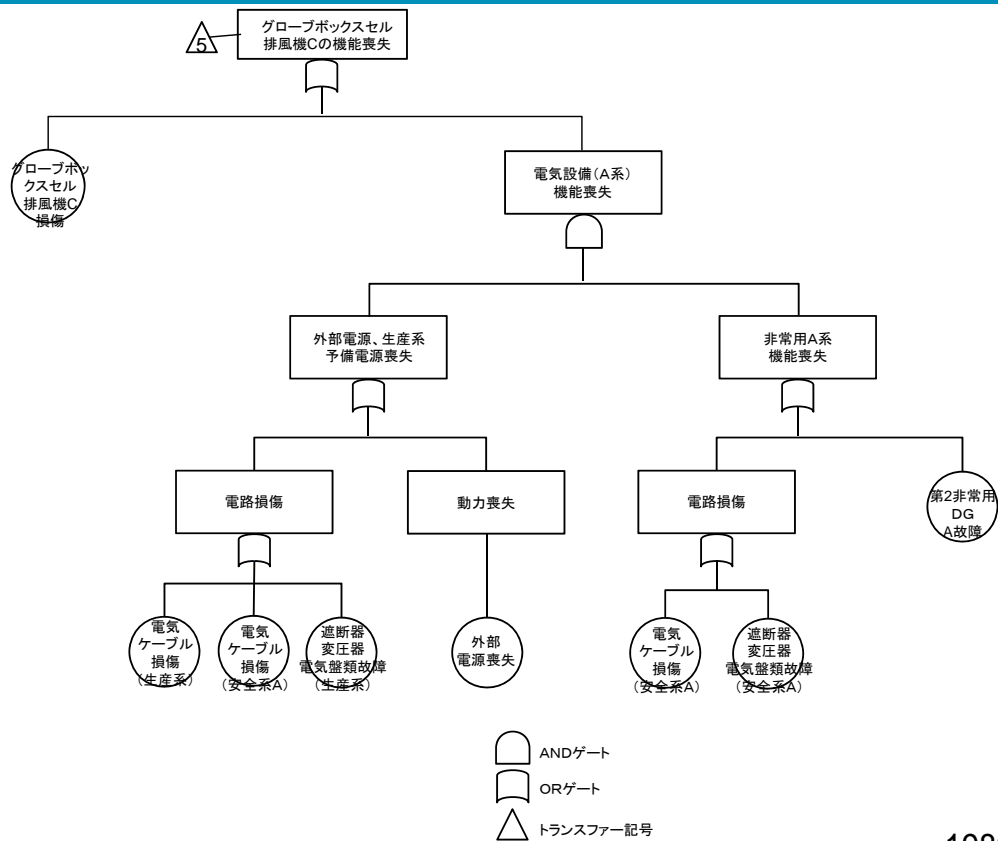 グローブボックスセル
排風機Cの機能喪失
5
グローブボッ
クスセル
排風機C
損傷
電気設備(A系)
機能喪失
外部電源、生産系
予備電源喪失
非常用A系
機能喪失
電路損傷
動力喪失
電路損傷
第2非常用
DG
A故障
電気
ケーブル
損傷
(生産系)
電気
ケーブル
損傷
(安全系A)
遮断器
変圧器
電気盤類故障
(生産系)
外部
電源喪失
電気
ケーブル
損傷
(安全系A)
遮断器
変圧器
電気盤類故障
(安全系A)
ANDゲート
ORゲート
トランスファー記号